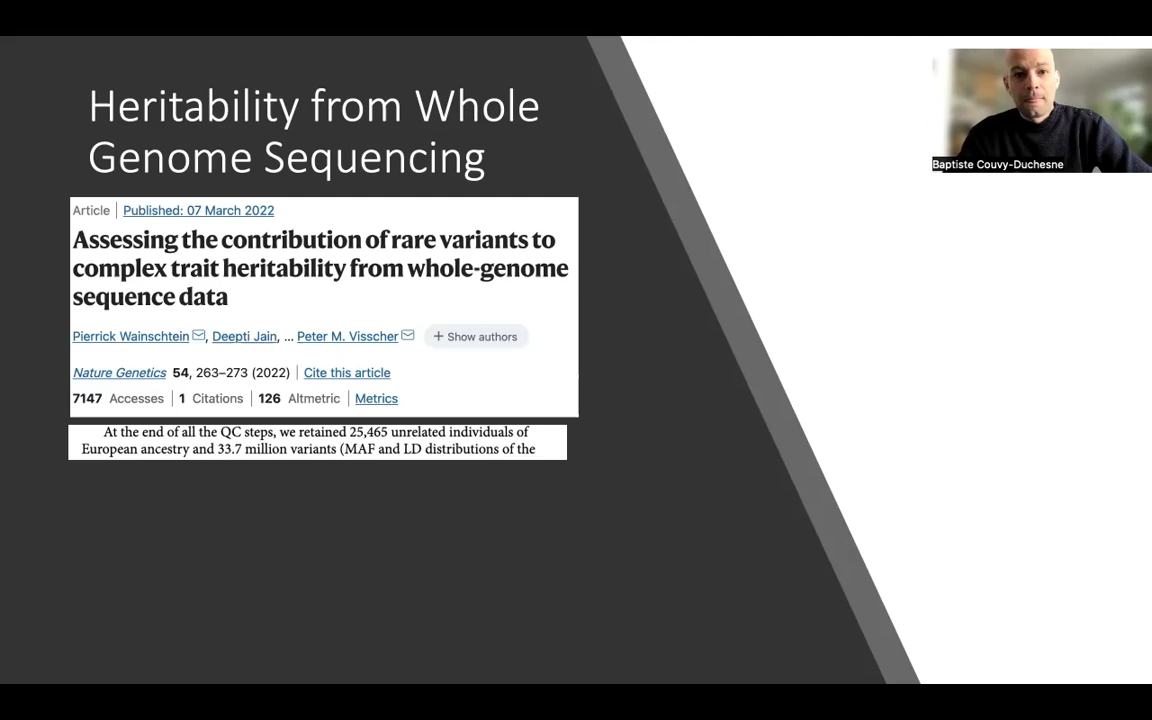 Heritability from Whole
Genome Sequencing
Article | Published: 07 March 2022
Assessing the contribution of rare variants to
complex trait heritability from whole-genome
sequence data
Pierrick Wainschtein, Deepti Jain, ... Peter M. Visscher + Show authors
Nature Genetics 54, 263–273 (2022) | Cite this article
7147 Accesses | 1 Citations | 126 Altmetric | Metrics
At the end of all the QC steps, we retained 25,465 unrelated individuals of
European ancestry and 33.7 million variants (MAF and LD distributions of the
Baptiste Couvy-Duchesne